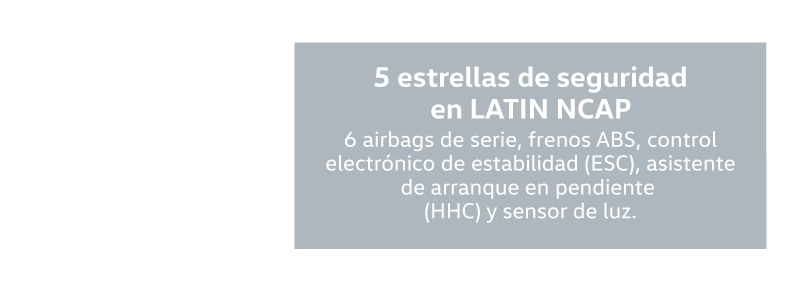 5 estrellas de seguridad
en LATIN NCAP
6 airbags de serie, frenos ABS, control
electrónico de estabilidad (ESC), asistente
de arranque en pendiente
(HHC) y sensor de luz.